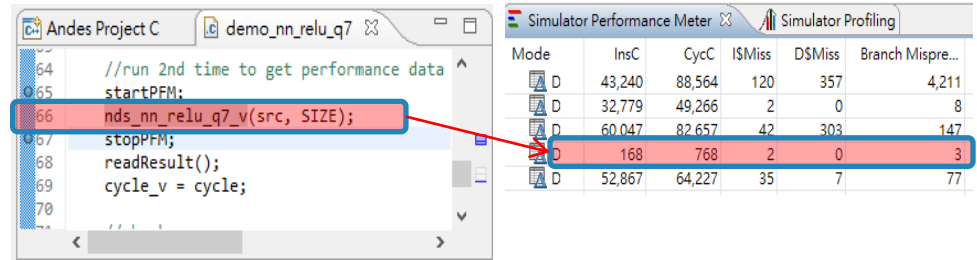 Andes Project C
demo_nn_relu_q7
64 //run 2nd time to get performance data
65 startPFM;
66 nds_nn_relu_q7_v(src, SIZE);
67 stopPFM;
68 readResult();
69 cycle_v = cycle;
70
Simulator Performance Meter Simulator Profiling
Mode InsC CycC I$Miss D$Miss Branch Mispre...
D 43,240 88,564 120 357 4,211
D 32,779 49,266 2 0 8
D 60,047 82,657 42 303 147
D 168 768 2 0 3
D 52,867 64,227 35 7 77